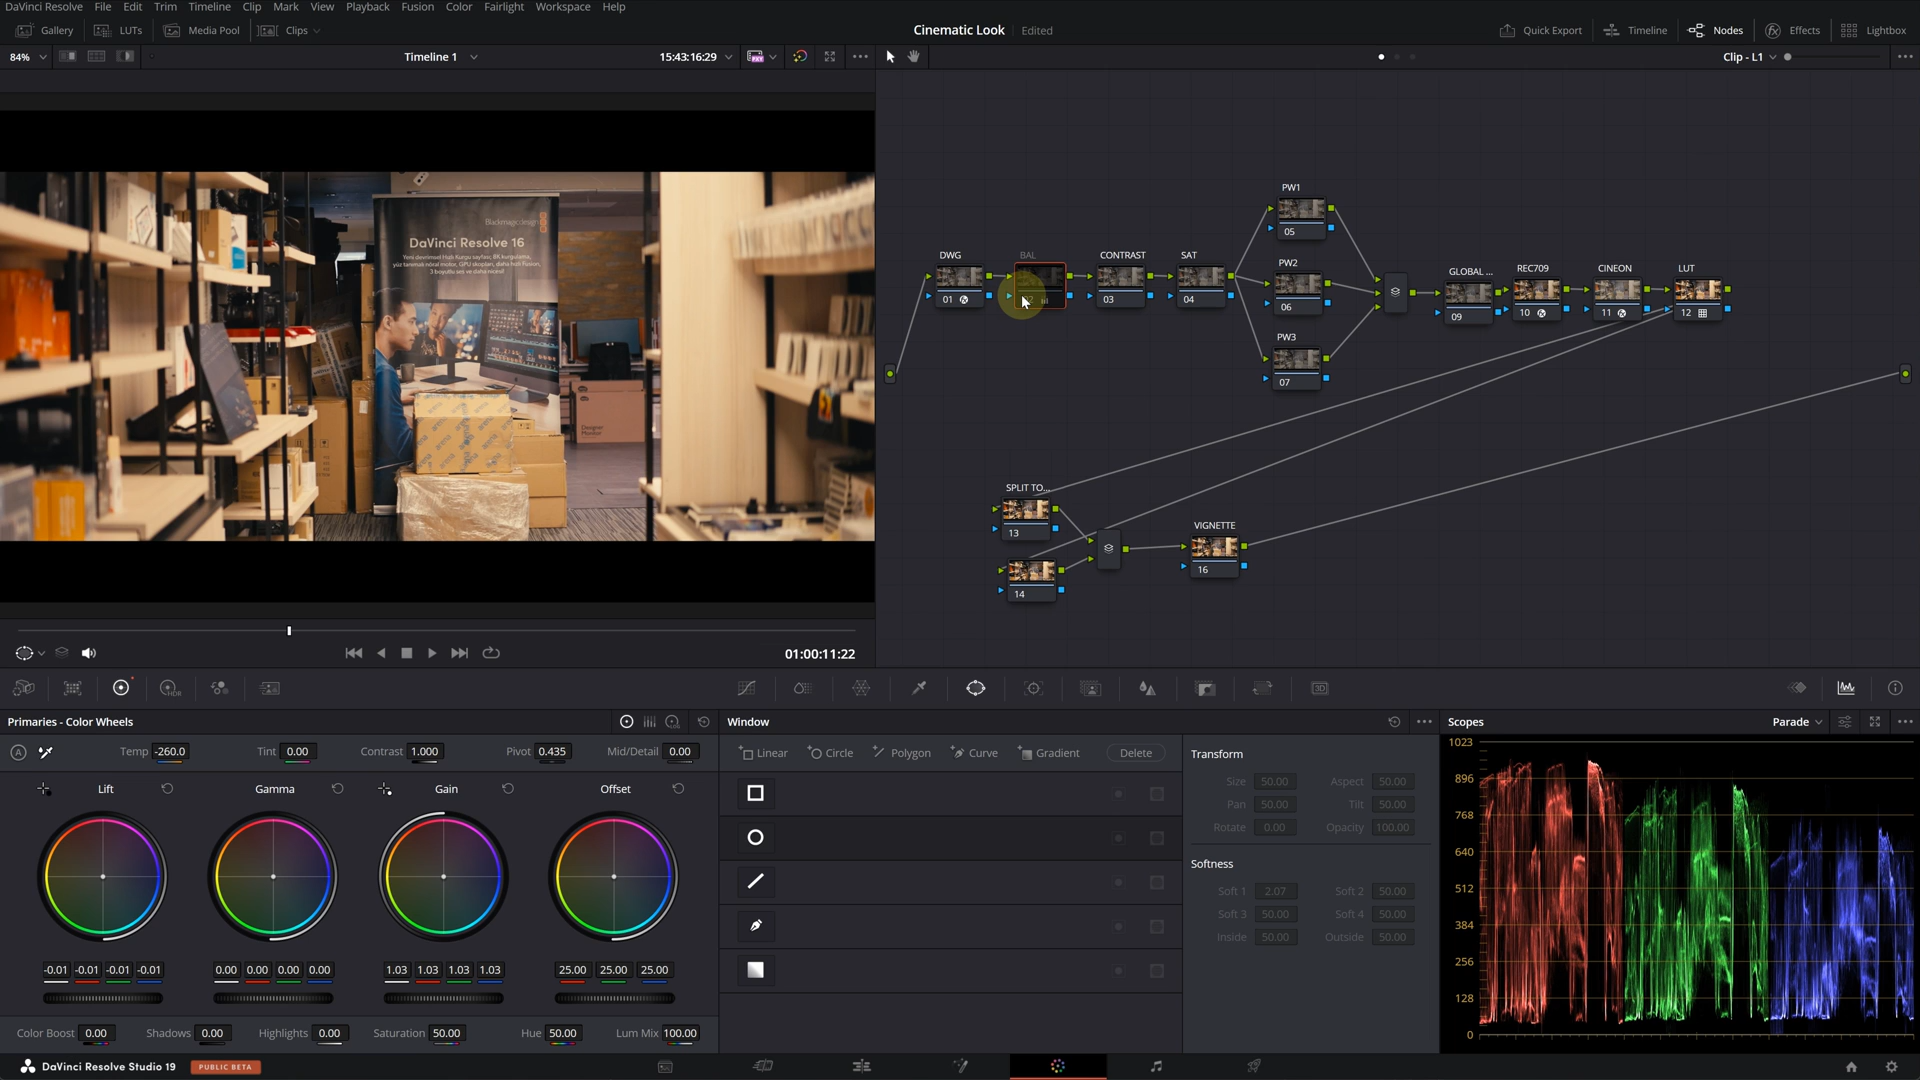 DaVinci Resolve File Edit Trim Timeline Clip Mark View Playback Fusion Color Fairlight Workspace Help
Gallery LUTs Media Pool Clips Cinematic Look Edited Quick Export Timeline Nodes Effects Lightbox
84% Timeline 1 15:43:16:29 Clip - L1
Blackmagicdesign
DaVinci Resolve 16
PW1
05
DWG BAL CONTRAST SAT PW2 GLOBAL ... REC709 CINEON LUT
01 03 04 06 09 10 11 12
PW3
07
SPLIT TO...
13
VIGNETTE
14 16
01:00:11:22
HDR
3D
Primaries - Color Wheels
Temp -260.0 Tint 0.00 Contrast 1.000 Pivot 0.435 Mid/Detail 0.00
Lift Gamma Gain Offset
-0.01 -0.01 -0.01 -0.01 0.00 0.00 0.00 0.00 1.03 1.03 1.03 1.03 25.00 25.00 25.00
Color Boost 0.00 Shadows 0.00 Highlights 0.00 Saturation 50.00 Hue 50.00 Lum Mix 100.00
Window
Linear Circle Polygon Curve Gradient Delete
Transform
Size 50.00 Aspect 50.00
Pan 50.00 Tilt 50.00
Rotate 0.00 Opacity 100.00
Softness
Soft 1 2.07 Soft 2 50.00
Soft 3 50.00 Soft 4 50.00
Inside 50.00 Outside 50.00
Scopes Parade
1023
896
768
640
512
384
256
128
0
DaVinci Resolve Studio 19 PUBLIC BETA